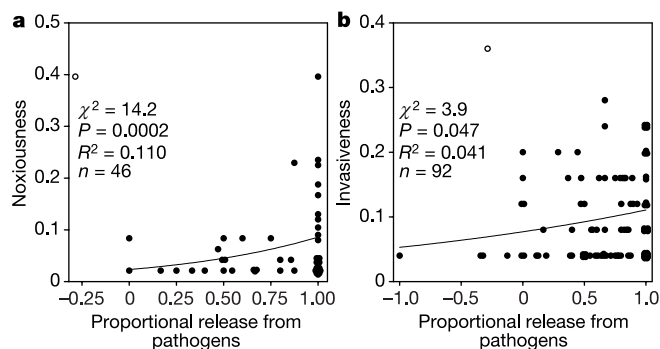 a
Noxiousness
0.5
0.4
0.3
0.2
0.1
0
χ² = 14.2
P = 0.0002
R² = 0.110
n = 46
−0.25 0 0.25 0.50 0.75 1.00
Proportional release from
pathogens
b
Invasiveness
0.4
0.3
0.2
0.1
0
χ² = 3.9
P = 0.047
R² = 0.041
n = 92
−1.0 −0.5 0 0.5 1.0
Proportional release from
pathogens